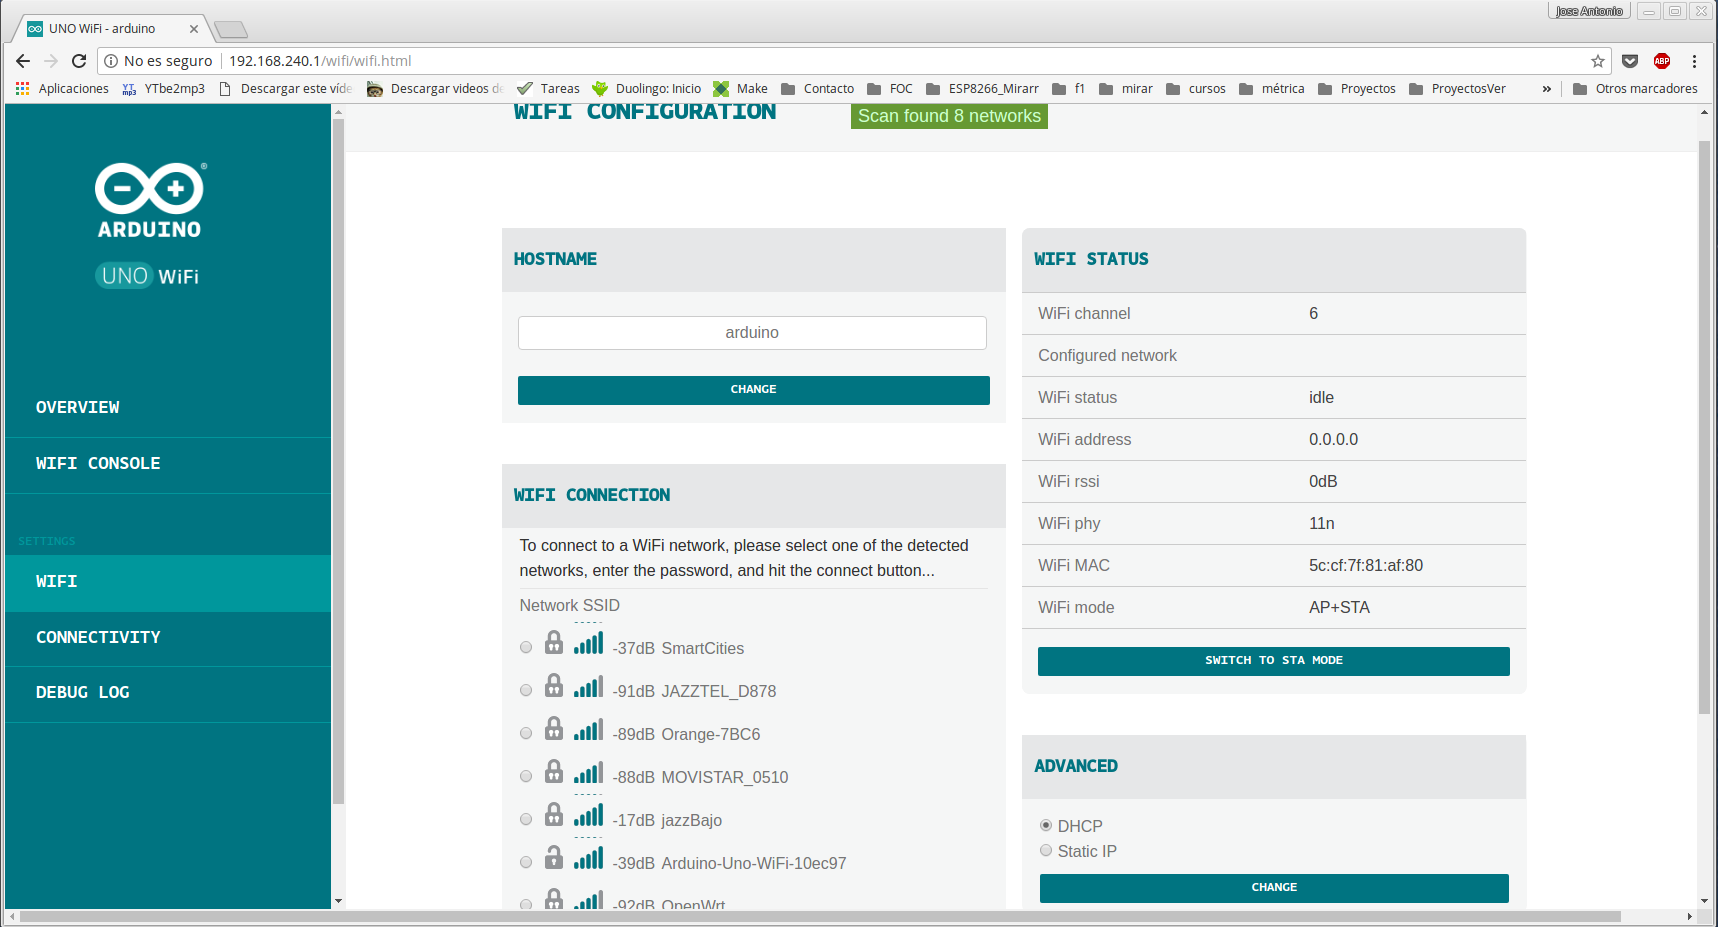 Jose Antonio
UNO WiFi - arduino
No es seguro 192.168.240.1/wifi/wifi.html
ABP
Aplicaciones YT mp3 YTbe2mp3 Descargar este víde Descargar videos de Tareas Duolingo: Inicio Make Contacto FOC ESP8266_Mirarr f1 mirar cursos métrica Proyectos ProyectosVer » Otros marcadores
ARDUINO
UNO WiFi
OVERVIEW
WIFI CONSOLE
SETTINGS
WIFI
CONNECTIVITY
DEBUG LOG
WIFI CONFIGURATION
Scan found 8 networks
HOSTNAME
arduino
CHANGE
WIFI CONNECTION
To connect to a WiFi network, please select one of the detected
networks, enter the password, and hit the connect button...
Network SSID
-37dB SmartCities
-91dB JAZZTEL_D878
-89dB Orange-7BC6
-88dB MOVISTAR_0510
-17dB jazzBajo
-39dB Arduino-Uno-WiFi-10ec97
-92dB OpenWrt
WIFI STATUS
WiFi channel 6
Configured network
WiFi status idle
WiFi address 0.0.0.0
WiFi rssi 0dB
WiFi phy 11n
WiFi MAC 5c:cf:7f:81:af:80
WiFi mode AP+STA
SWITCH TO STA MODE
ADVANCED
DHCP
Static IP
CHANGE